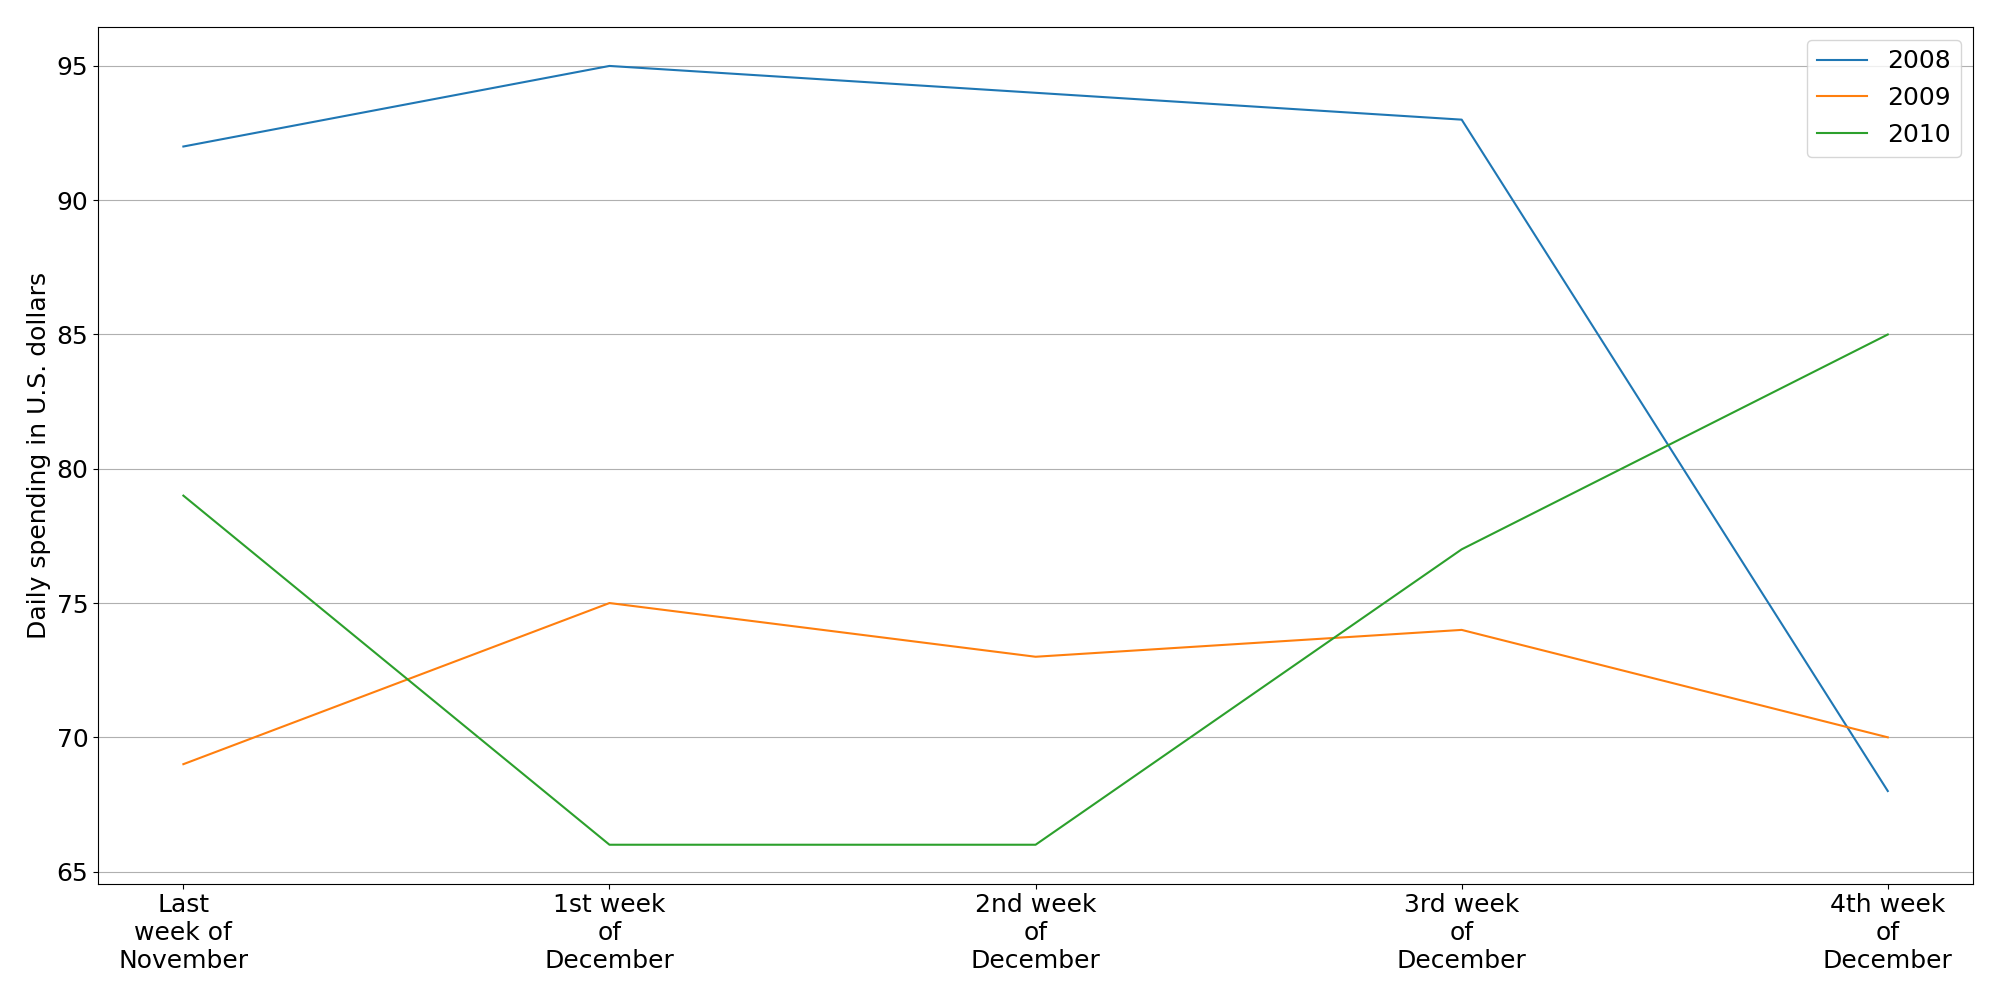 Daily spending in U.S. dollars
95
90
85
80
75
70
65
2008
2009
2010
Last
week of
November
1st week
of
December
2nd week
of
December
3rd week
of
December
4th week
of
December